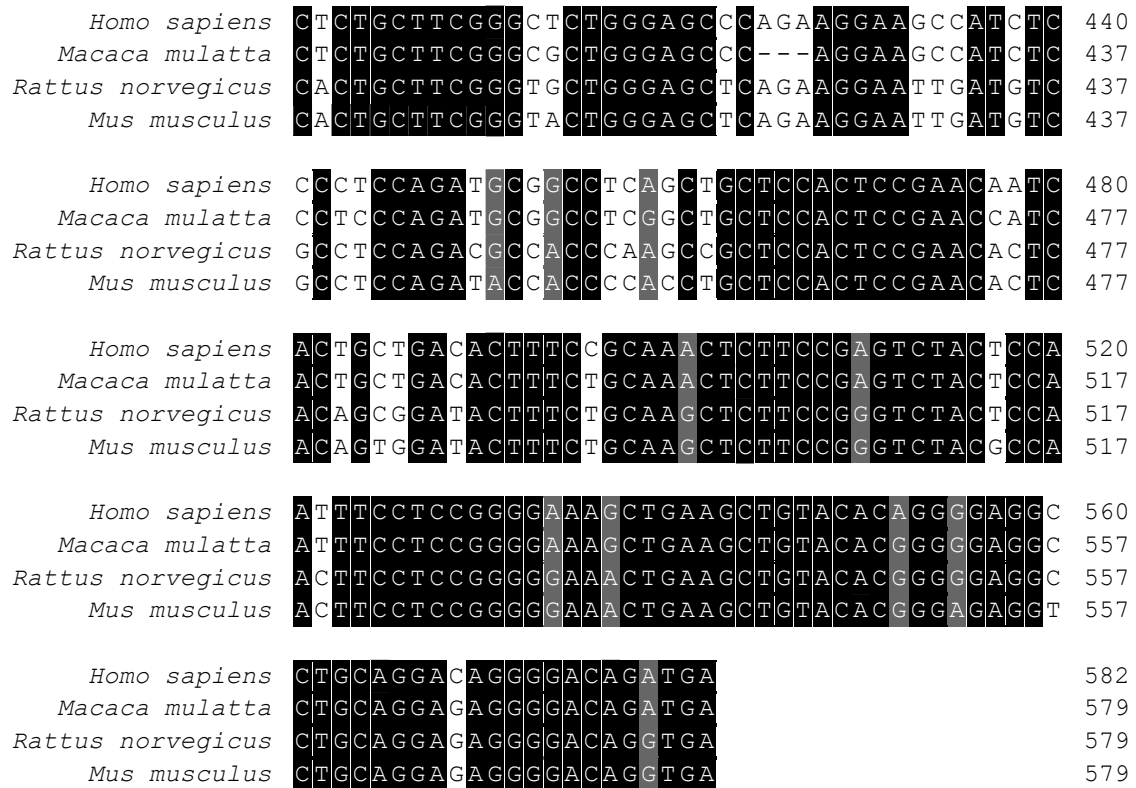 Homo sapiens CTCTGCTTCGGGCTCTGGGAGCCCAGAAGGAAGCCATCTC 440
Macaca mulatta CTCTGCTTCGGGCGCTGGGAGCCC---AGGAAGCCATCTC 437
Rattus norvegicus CACTGCTTCGGGTGCTGGGAGCTCAGAAGGAATTGATGTC 437
Mus musculus CACTGCTTCGGGTACTGGGAGCTCAGAAGGAATTGATGTC 437
Homo sapiens CCCTCCAGATGCGGCCTCAGCTGCTCCACTCCGAACAATC 480
Macaca mulatta CCTCCCAGATGCGGCCTCGGCTGCTCCACTCCGAACCATC 477
Rattus norvegicus GCCTCCAGACGCCACCCAAGCCGCTCCACTCCGAACACTC 477
Mus musculus GCCTCCAGATACCACCCCACCTGCTCCACTCCGAACACTC 477
Homo sapiens ACTGCTGACACTTTCCGCAAACTCTTCCGAGTCTACTCCA 520
Macaca mulatta ACTGCTGACACTTTCTGCAAACTCTTCCGAGTCTACTCCA 517
Rattus norvegicus ACAGCGGATACTTTCTGCAAGCTCTTCCGGGTCTACTCCA 517
Mus musculus ACAGTGGATACTTTCTGCAAGCTCTTCCGGGTCTACGCCA 517
Homo sapiens ATTTCCTCCGGGGAAAGCTGAAGCTGTACACAGGGGAGGC 560
Macaca mulatta ATTTCCTCCGGGGAAAGCTGAAGCTGTACACGGGGGAGGC 557
Rattus norvegicus ACTTCCTCCGGGGGAAACTGAAGCTGTACACGGGGGAGGC 557
Mus musculus ACTTCCTCCGGGGGAAACTGAAGCTGTACACGGGAGAGGT 557
Homo sapiens CTGCAGGACAGGGGACAGATGA 582
Macaca mulatta CTGCAGGAGAGGGGACAGATGA 579
Rattus norvegicus CTGCAGGAGAGGGGACAGGTGA 579
Mus musculus CTGCAGGAGAGGGGACAGGTGA 579